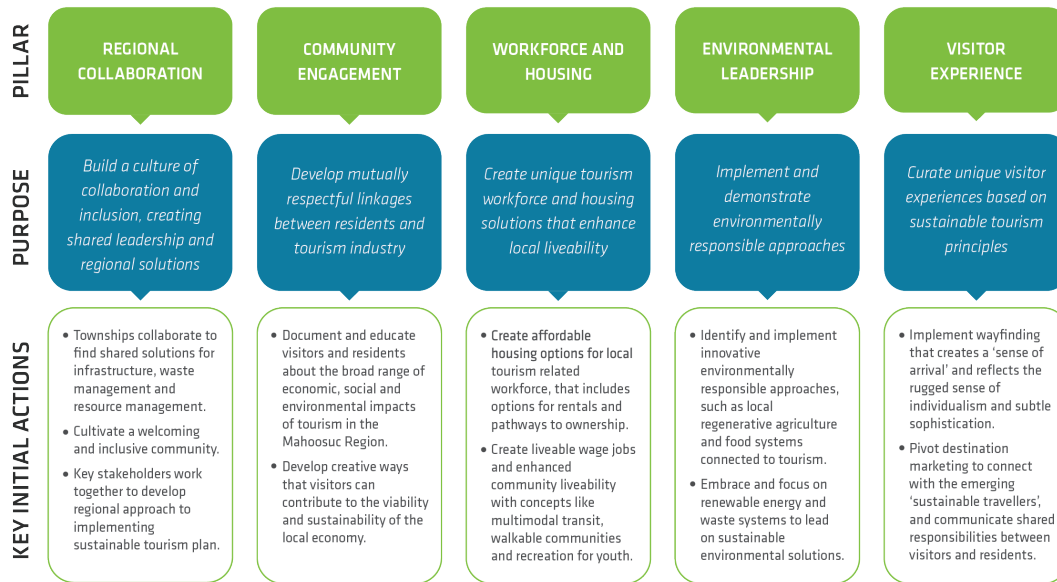 PILLAR
REGIONAL
COLLABORATION
COMMUNITY
ENGAGEMENT
WORKFORCE AND
HOUSING
ENVIRONMENTAL
LEADERSHIP
VISITOR
EXPERIENCE
PURPOSE
Build a culture of
collaboration and
inclusion, creating
shared leadership and
regional solutions
Develop mutually
respectful linkages
between residents and
tourism industry
Create unique tourism
workforce and housing
solutions that enhance
local liveability
Implement and
demonstrate
environmentally
responsible approaches
Curate unique visitor
experiences based on
sustainable tourism
principles
KEY INITIAL ACTIONS
• Townships collaborate to
find shared solutions for
infrastructure, waste
management and
resource management.
• Cultivate a welcoming
and inclusive community.
• Key stakeholders work
together to develop
regional approach to
implementing
sustainable tourism plan.
• Document and educate
visitors and residents
about the broad range of
economic, social and
environmental impacts
of tourism in the
Mahoosuc Region.
• Develop creative ways
that visitors can
contribute to the viability
and sustainability of the
local economy.
• Create affordable
housing options for local
tourism related
workforce, that includes
options for rentals and
pathways to ownership.
• Create liveable wage jobs
and enhanced
community liveability
with concepts like
multimodal transit,
walkable communities
and recreation for youth.
• Identify and implement
innovative
environmentally
responsible approaches,
such as local
regenerative agriculture
and food systems
connected to tourism.
• Embrace and focus on
renewable energy and
waste systems to lead
on sustainable
environmental solutions.
• Implement wayfinding
that creates a ‘sense of
arrival’ and reflects the
rugged sense of
individualism and subtle
sophistication.
• Pivot destination
marketing to connect
with the emerging
‘sustainable travellers’,
and communicate shared
responsibilities between
visitors and residents.